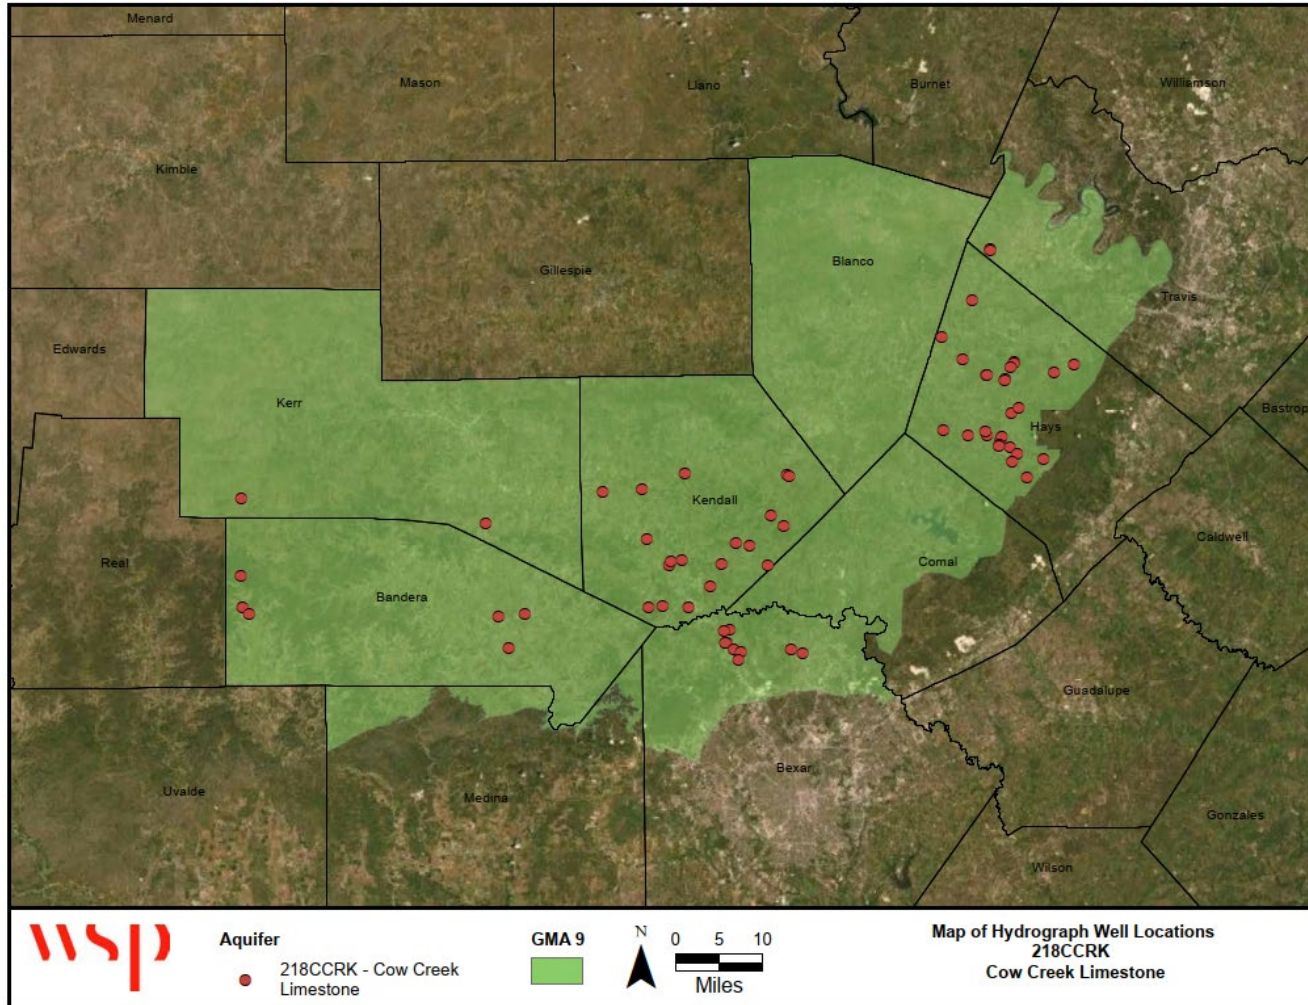 Menard
Mason
Llano
Burnet
Williamson
Kimble
Gillespie
Blanco
Travis
Edwards
Kerr
Bastrop
Hays
Kendall
Caldwell
Real
Comal
Bandera
Guadalupe
Uvalde
Medina
Bexar
Gonzales
Wilson
wsp
Aquifer
218CCRK - Cow Creek
Limestone
GMA 9
N
0 5 10
Miles
Map of Hydrograph Well Locations
218CCRK
Cow Creek Limestone